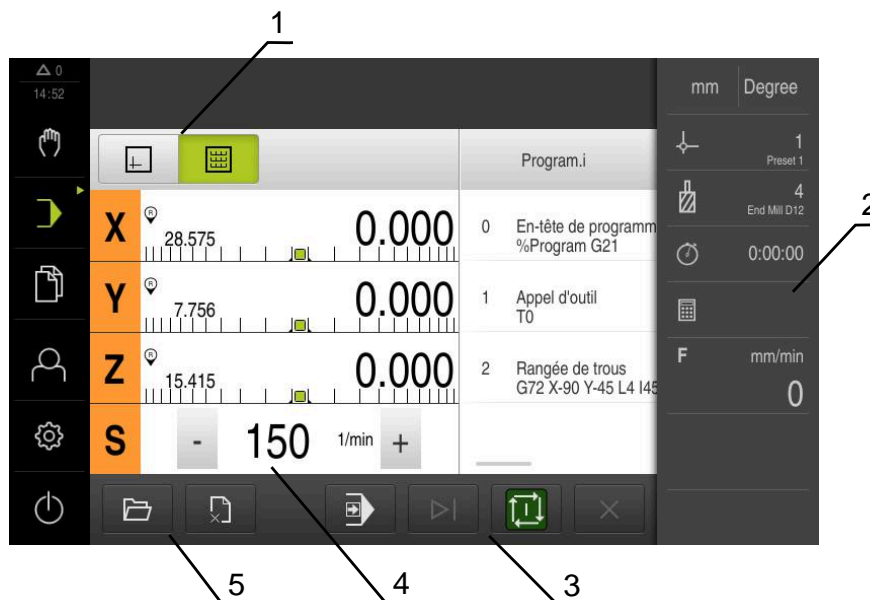 1
0
14:52
mm Degree
1
Preset 1
4
End Mill D12
2
0:00:00
F mm/min
0
Program.i
X R 28.575 0.000
0 En-tête de programm
%Program G21
Y R 7.756 0.000
1 Appel d'outil
T0
Z R 15.415 0.000
2 Rangée de trous
G72 X-90 Y-45 L4 I45
S - 150 1/min +
5
4
3